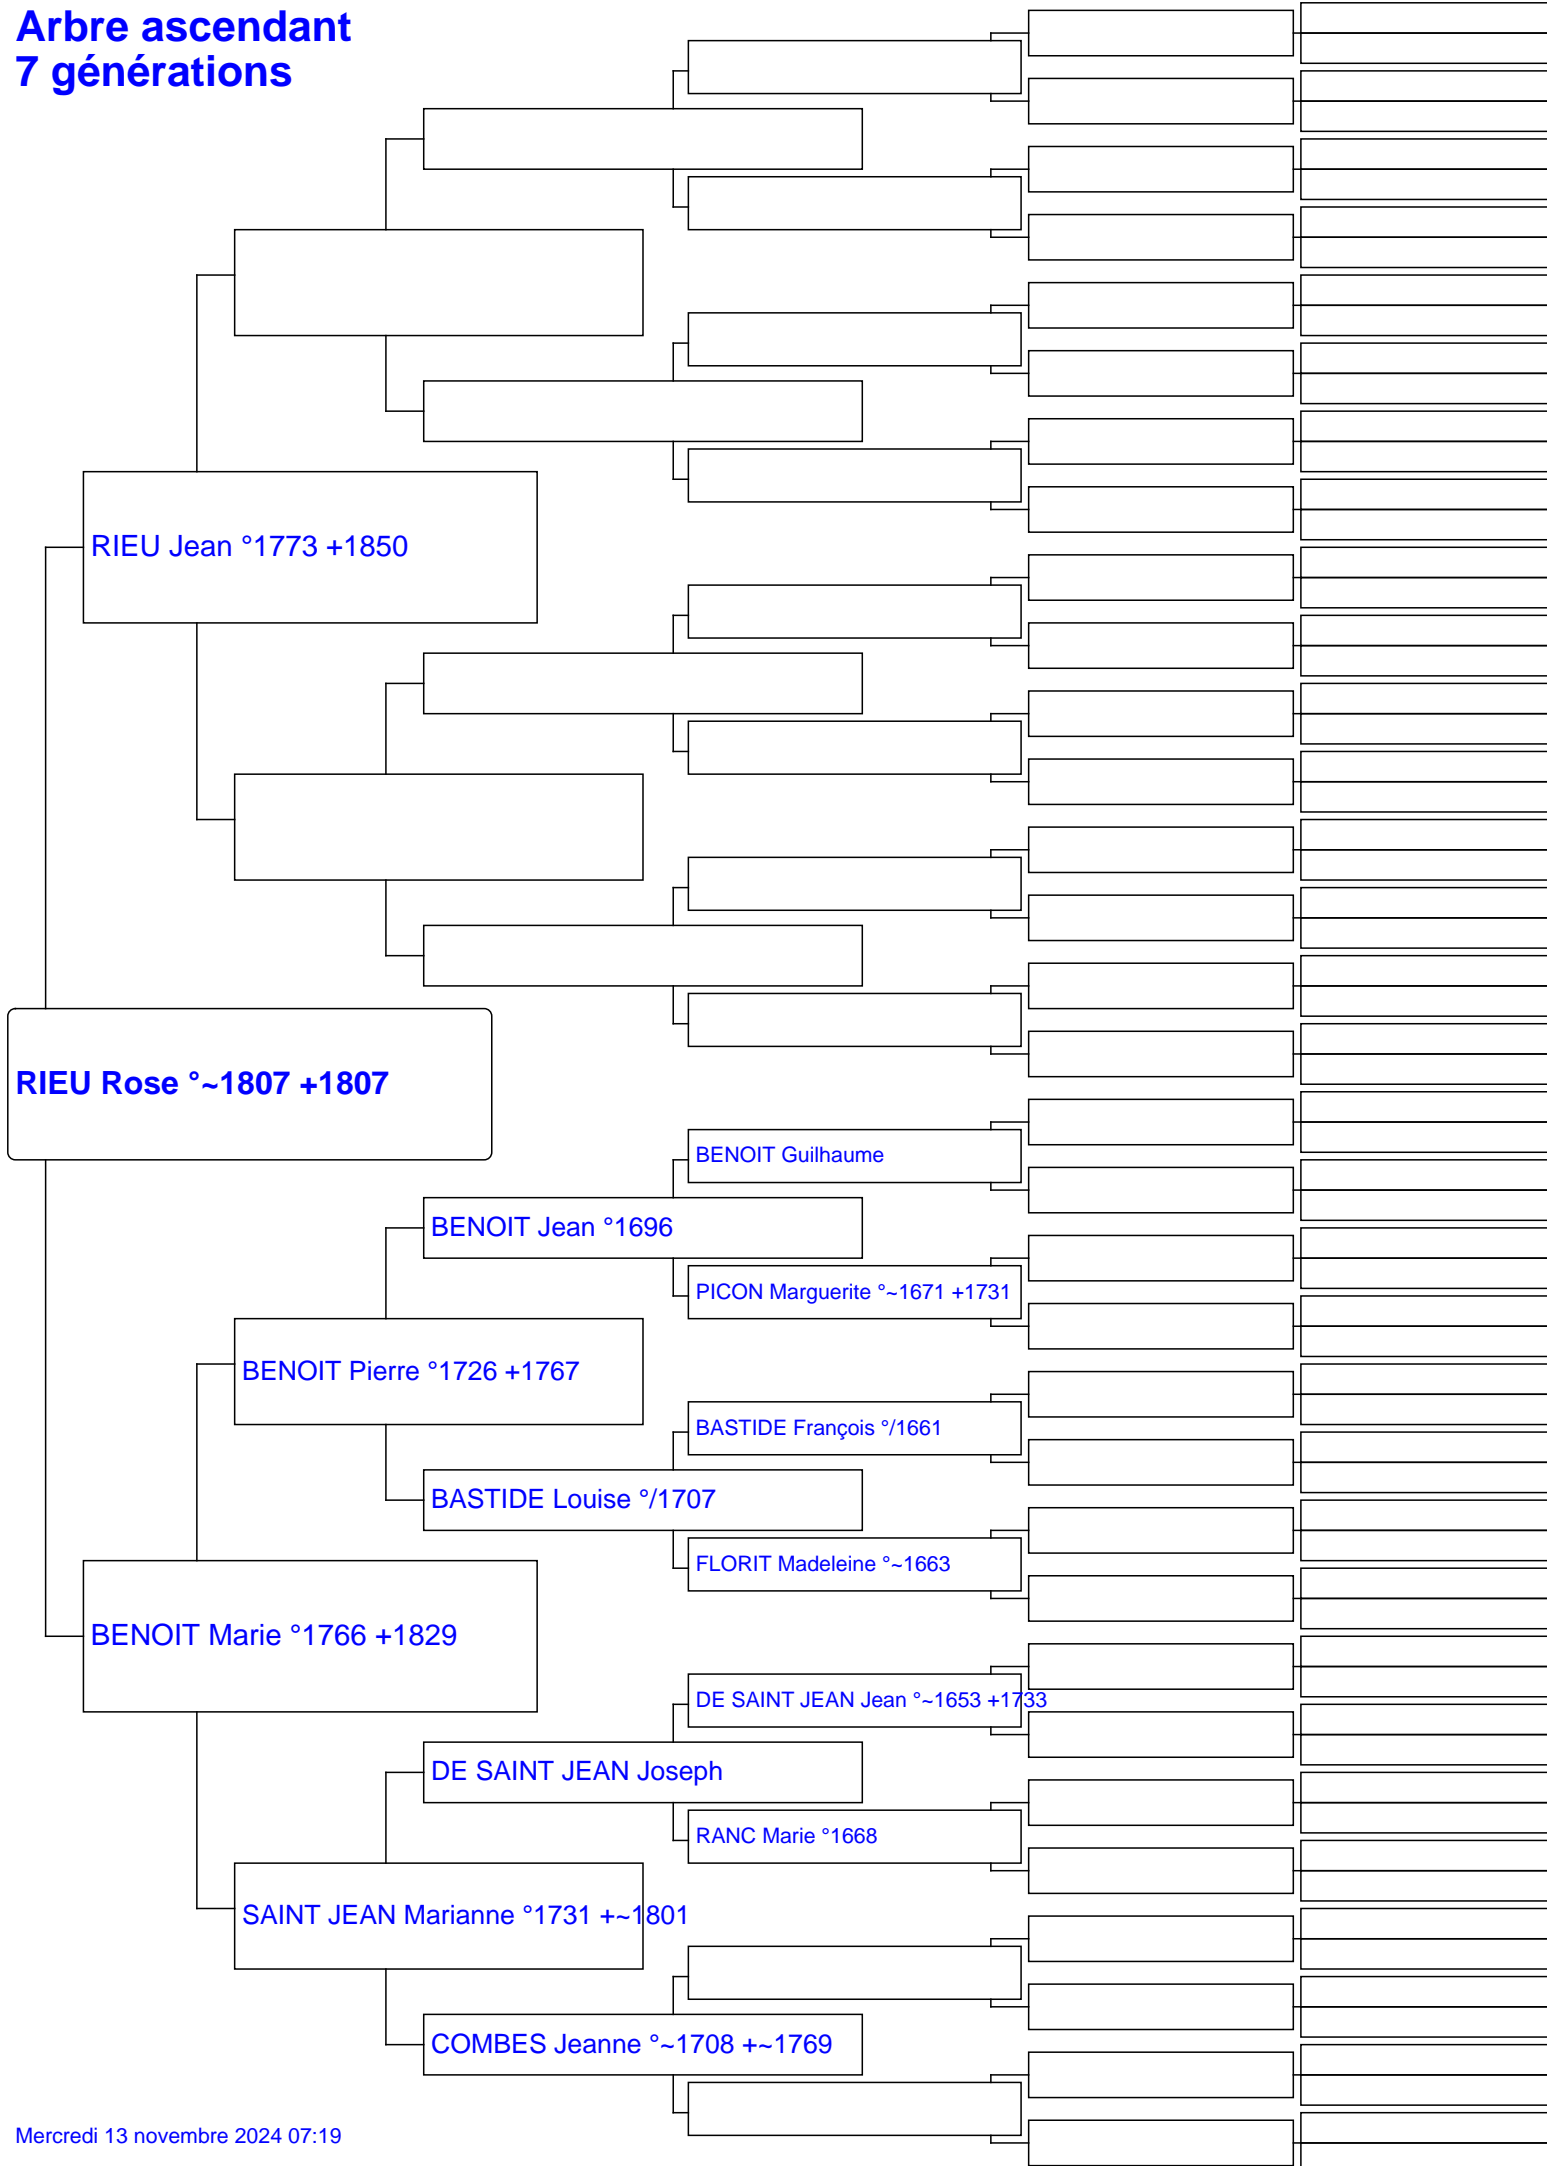 Arbre ascendant
7 générations
RIEU Jean °1773 +1850
RIEU Rose °~1807 +1807
BENOIT Guilhaume
BENOIT Jean °1696
PICON Marguerite °~1671 +1731
BENOIT Pierre °1726 +1767
BASTIDE François °/1661
BASTIDE Louise °/1707
FLORIT Madeleine °~1663
BENOIT Marie °1766 +1829
DE SAINT JEAN Jean °~1653 +1733
DE SAINT JEAN Joseph
RANC Marie °1668
SAINT JEAN Marianne °1731 +~1801
COMBES Jeanne °~1708 +~1769
Mercredi 13 novembre 2024 07:19